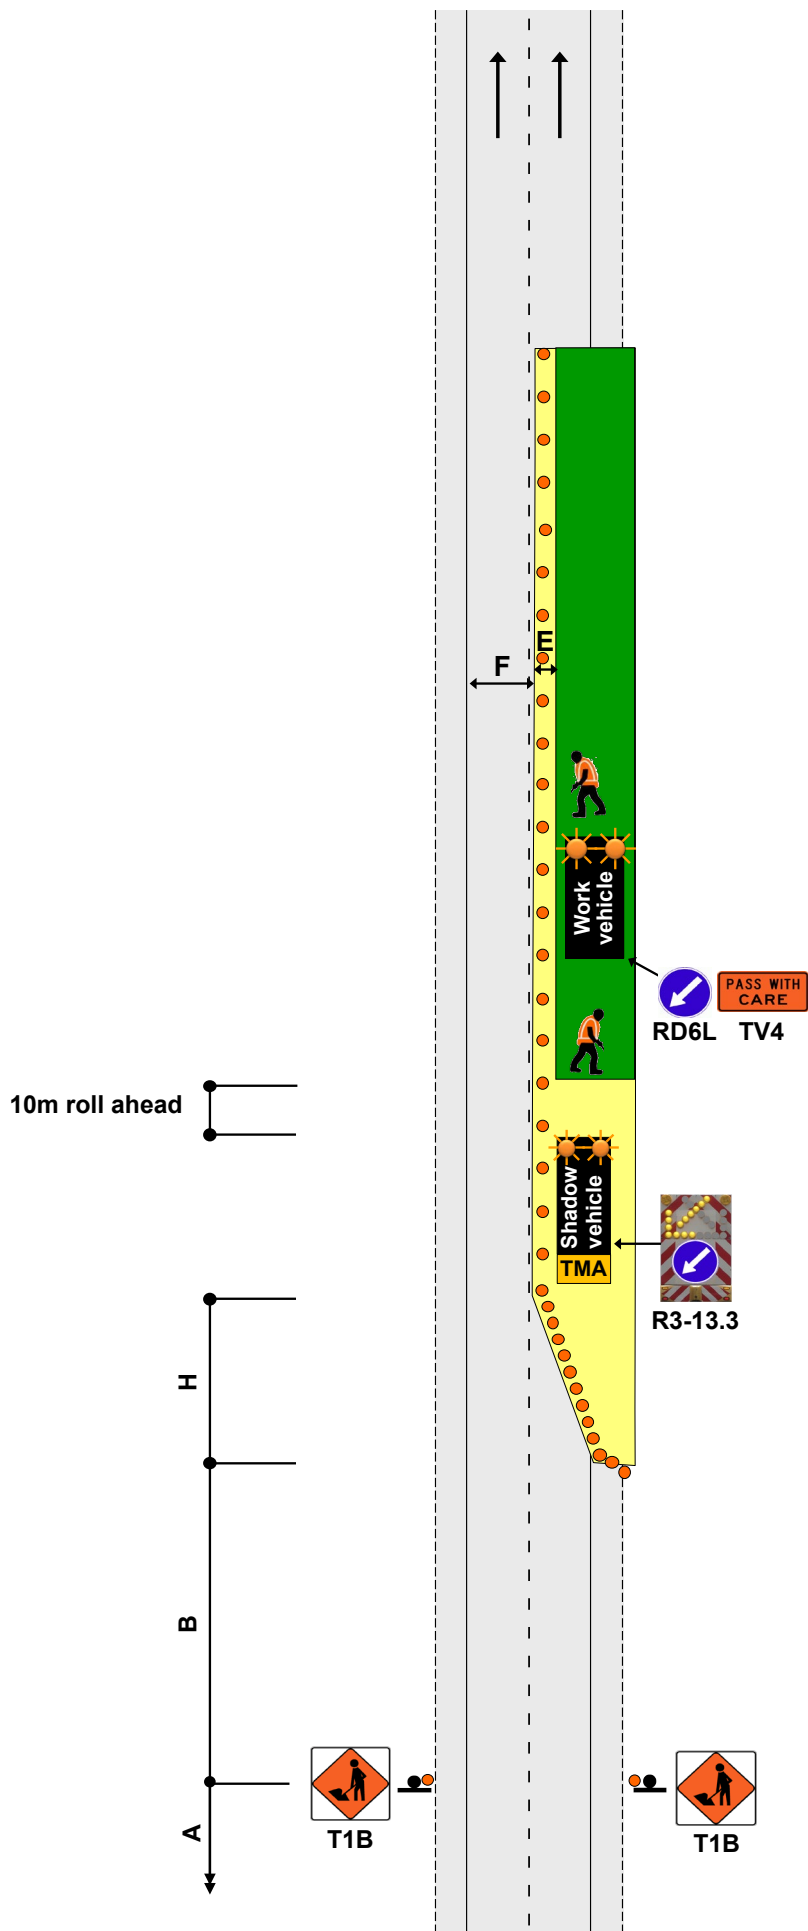 E
F
Work
vehicle
PASS WITH
CARE
RD6L
TV4
10m roll ahead
Shadow
vehicle
TMA
R3-13.3
H
B
A
T1B
T1B